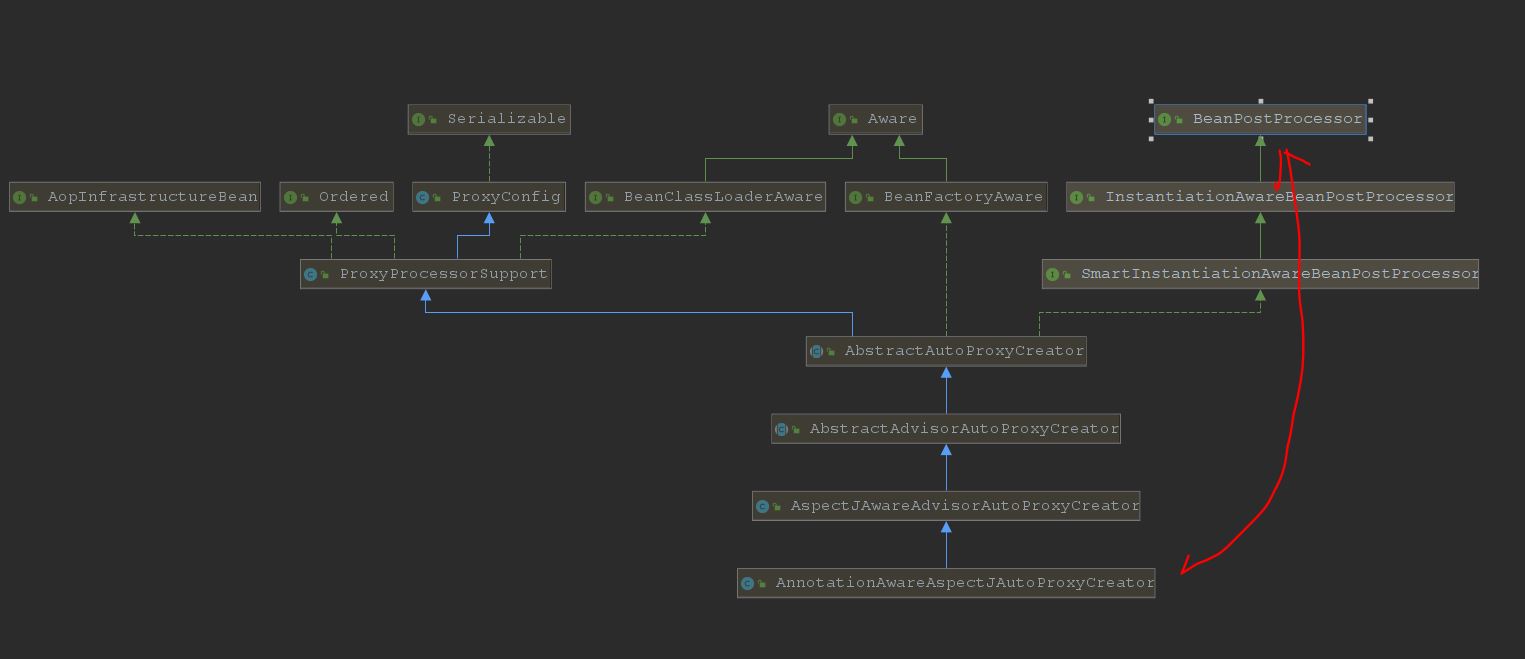 Serializable
Aware
BeanPostProcessor
AopInfrastructureBean
Ordered
ProxyConfig
BeanClassLoaderAware
BeanFactoryAware
InstantiationAwareBeanPostProcessor
ProxyProcessorSupport
SmartInstantiationAwareBeanPostProcessor
AbstractAutoProxyCreator
AbstractAdvisorAutoProxyCreator
AspectJAwareAdvisorAutoProxyCreator
AnnotationAwareAspectJAutoProxyCreator